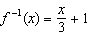 f⁻¹(x) = x/3 + 1